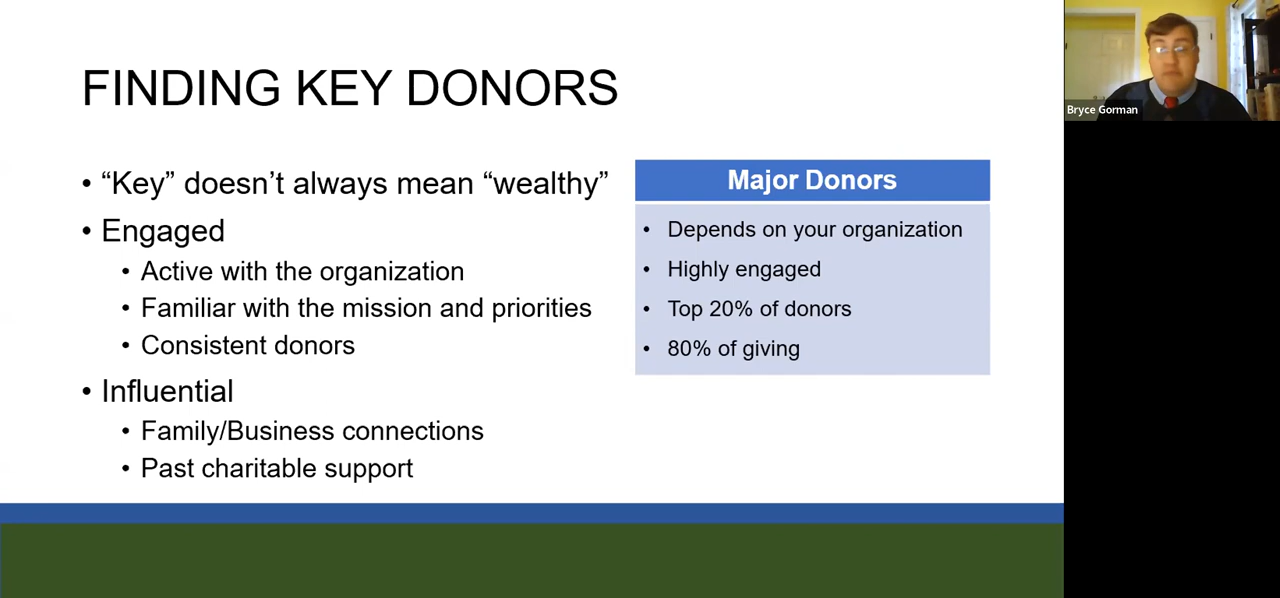 FINDING KEY DONORS
• “Key” doesn’t always mean “wealthy”
• Engaged
• Active with the organization
• Familiar with the mission and priorities
• Consistent donors
• Influential
• Family/Business connections
• Past charitable support
Major Donors
• Depends on your organization
• Highly engaged
• Top 20% of donors
• 80% of giving
Bryce Gorman